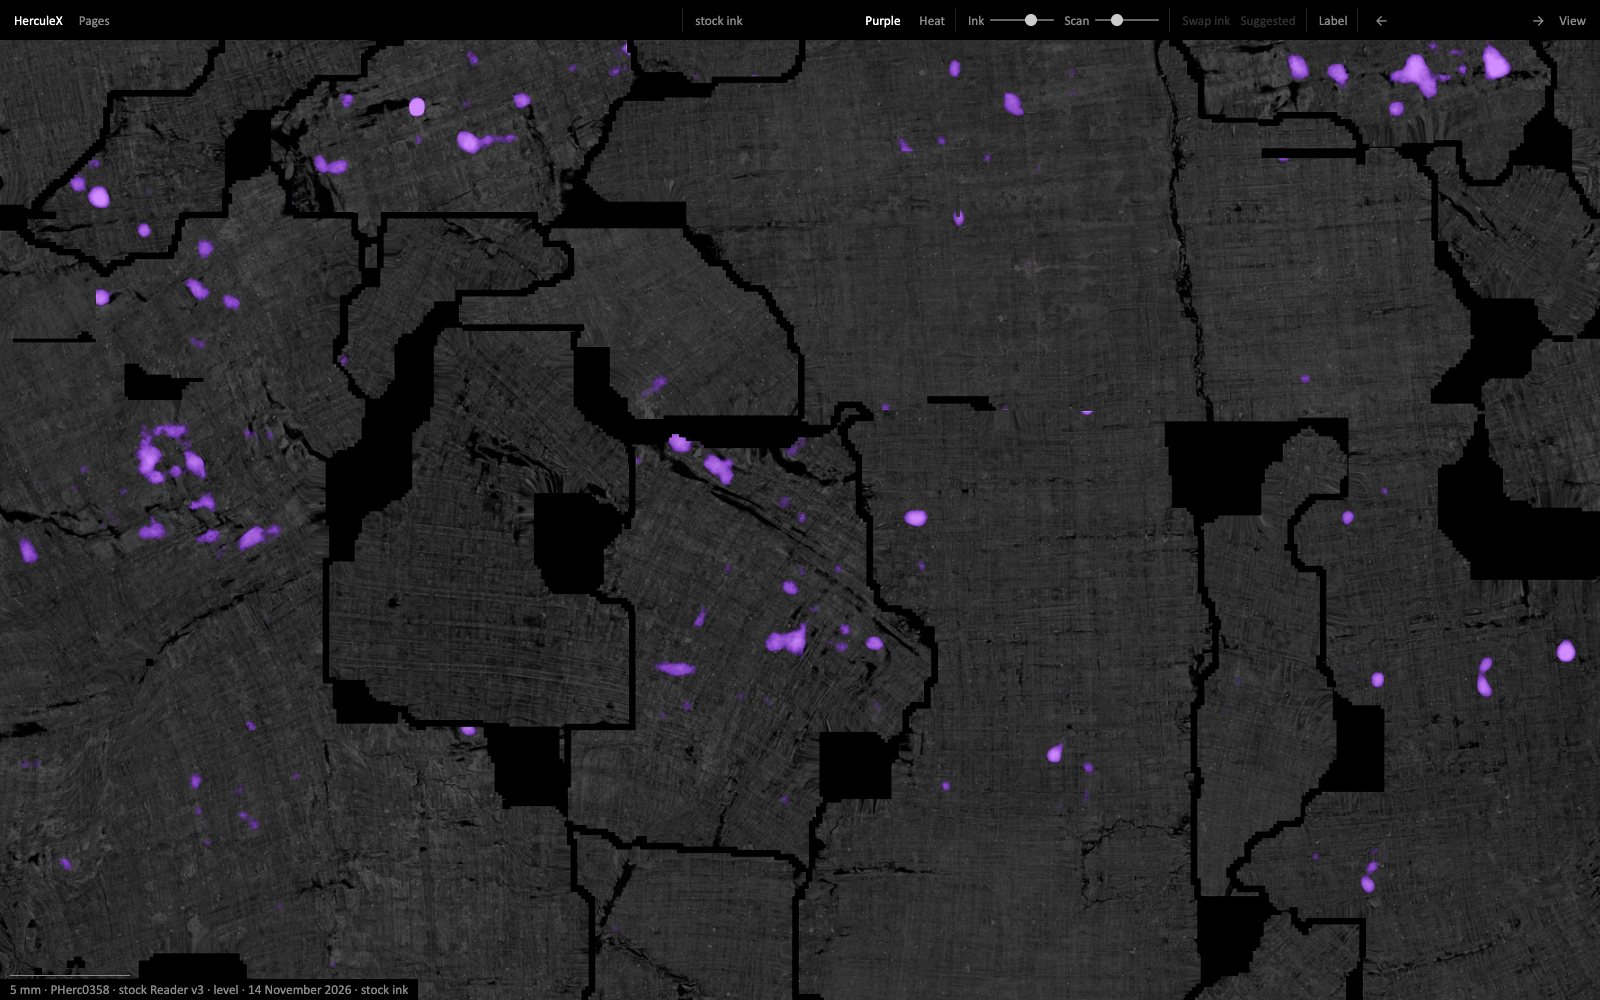 HerculeX Pages stock ink Purple Heat Ink Scan Swap ink Suggested Label ← → View
5 mm · PHerc0358 · stock Reader v3 · level · 14 November 2026 · stock ink